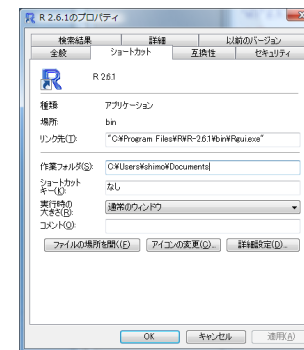 R 2.6.1のプロパティ
検索結果 詳細 以前のバージョン
全般 ショートカット 互換性 セキュリティ
R 2.6.1
種類: アプリケーション
場所: bin
リンク先(T): "C:¥Program Files¥R¥R-2.6.1¥bin¥Rgui.exe"
作業フォルダ(S): C:¥Users¥shimo¥Documents
ショートカット
キー(K): なし
実行時の
大きさ(R): 通常のウィンドウ
コメント(O):
ファイルの場所を開く(F) アイコンの変更(C)... 詳細設定(D)...
OK キャンセル 適用(A)